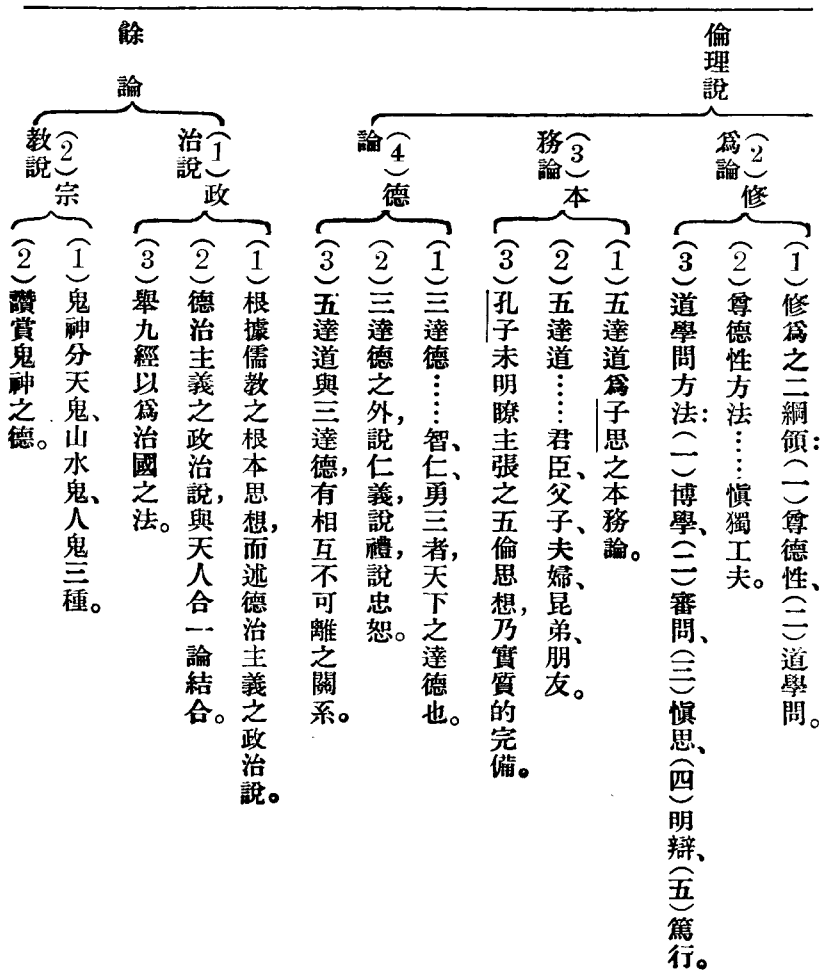 倫理說
(2)修爲論
(1)修爲之二綱領:(一)尊德性、(二)道學問。
(2)尊德性方法……愼獨工夫。
(3)道學問方法:(一)博學、(二)審問、(三)愼思、(四)明辯、(五)篤行。
(3)本務論
(1)五達道爲子思之本務論。
(2)五達道……君臣、父子、夫婦、昆弟、朋友。
(3)孔子未明瞭主張之五倫思想,乃實質的完備。
(4)德論
(1)三達德……智、仁、勇三者,天下之達德也。
(2)三達德之外,說仁義,說禮,說忠恕。
(3)五達道與三達德,有相互不可離之關系。
餘論
(1)政治說
(1)根據儒教之根本思想,而述德治主義之政治說。
(2)德治主義之政治說,與天人合一論結合。
(3)舉九經以爲治國之法。
(2)宗教說
(1)鬼神分天鬼、山水鬼、人鬼三種。
(2)讚賞鬼神之德。